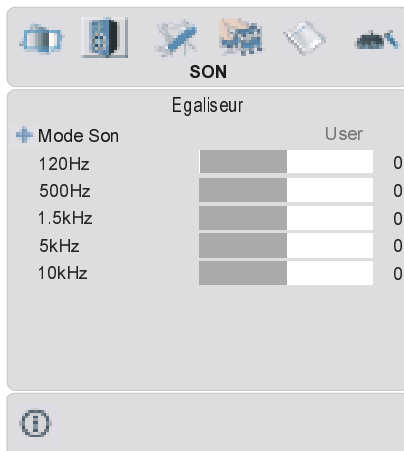 SON
Egaliseur
Mode Son User
120Hz 0
500Hz 0
1.5kHz 0
5kHz 0
10kHz 0